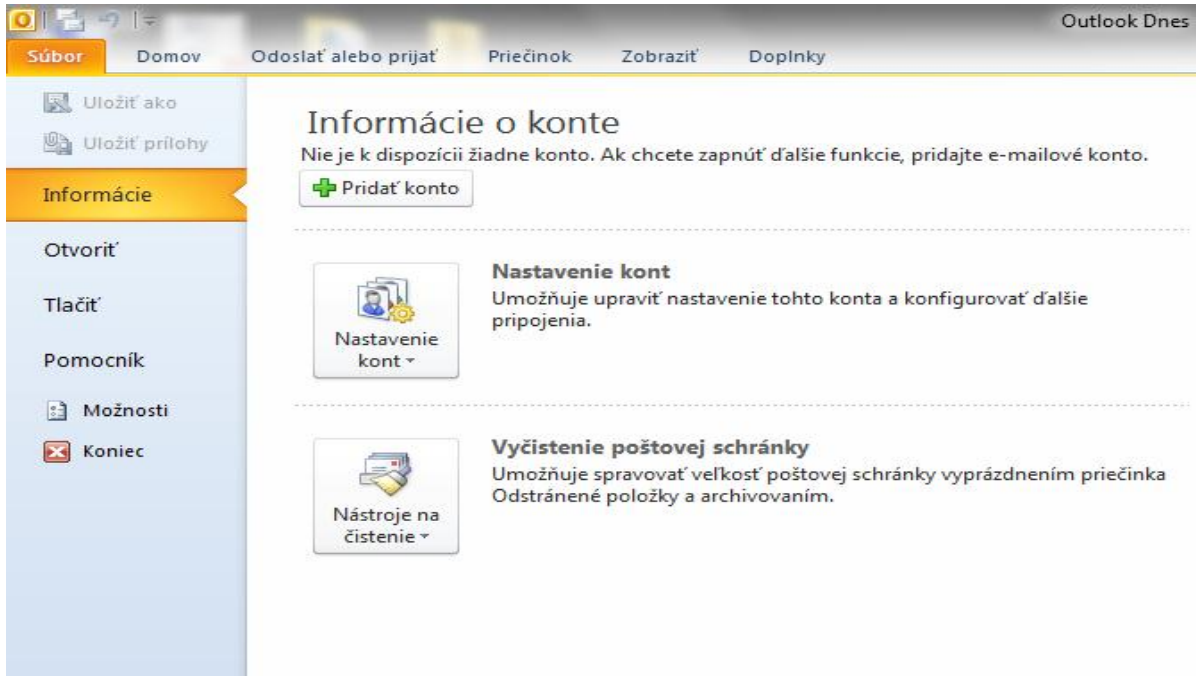 Outlook Dnes
Súbor Domov Odoslať alebo prijať Priečinok Zobraziť Doplnky
Uložiť ako
Uložiť prílohy
Informácie
Otvoriť
Tlačiť
Pomocník
Možnosti
Koniec
Informácie o konte
Nie je k dispozícii žiadne konto. Ak chcete zapnúť ďalšie funkcie, pridajte e-mailové konto.
Pridať konto
Nastavenie
kont
Nastavenie kont
Umožňuje upraviť nastavenie tohto konta a konfigurovať ďalšie
pripojenia.
Nástroje na
čistenie
Vyčistenie poštovej schránky
Umožňuje spravovať veľkosť poštovej schránky vyprázdnením priečinka
Odstránené položky a archivovaním.